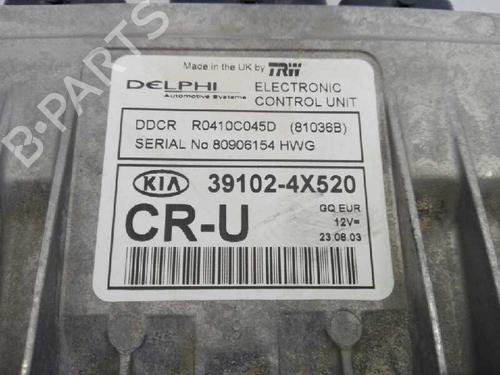 Made in the UK by TRW
DELPHI
Automotive Systems
ELECTRONIC
CONTROL UNIT
DDCR R0410C045D (81036B)
SERIAL No 80906154 HWG
KIA 39102-4X520
CR-U
GQ EUR
12V=
23.08.03
B-PARTS